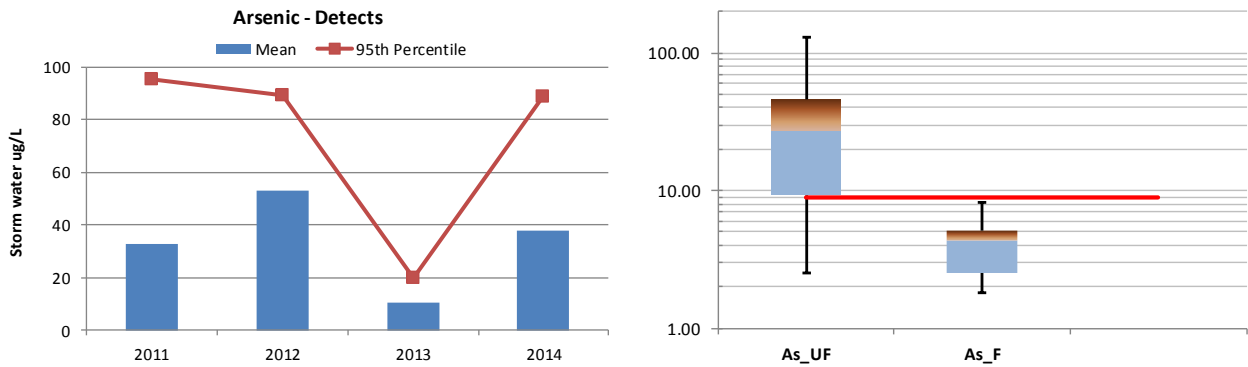 Arsenic - Detects
Mean 95th Percentile
Storm water ug/L
100
80
60
40
20
0
2011 2012 2013 2014
100.00
10.00
1.00
As_UF As_F